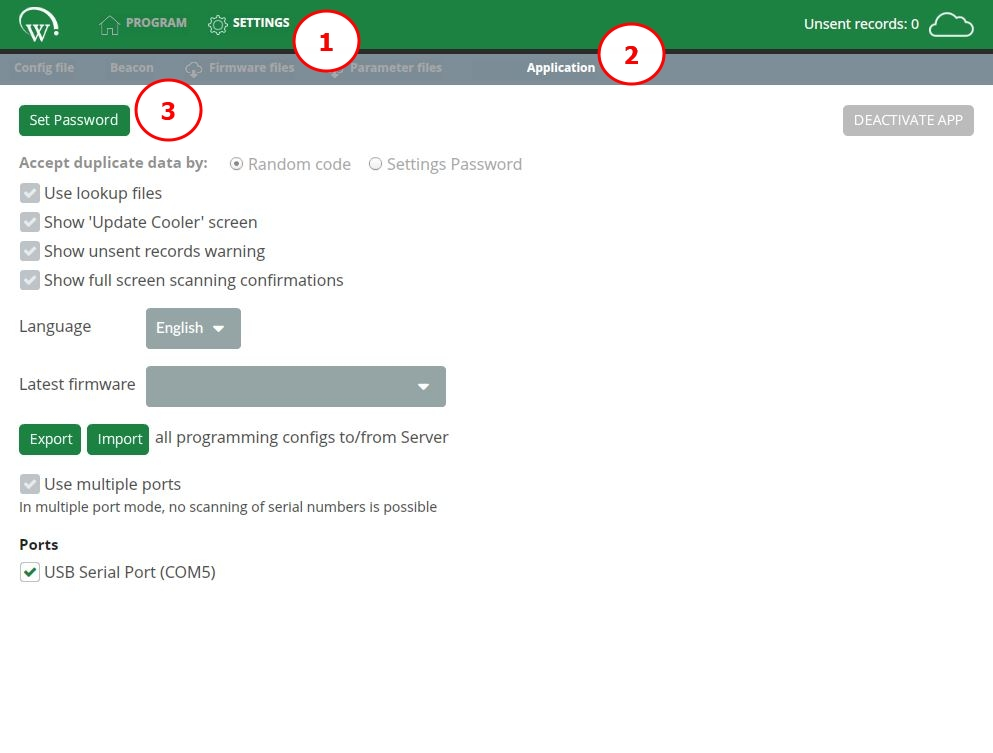 W PROGRAM SETTINGS 1 Unsent records: 0
Config file Beacon Firmware files Parameter files Application 2
Set Password 3 DEACTIVATE APP
Accept duplicate data by: Random code Settings Password
Use lookup files
Show 'Update Cooler' screen
Show unsent records warning
Show full screen scanning confirmations
Language English
Latest firmware
Export Import all programming configs to/from Server
Use multiple ports
In multiple port mode, no scanning of serial numbers is possible
Ports
USB Serial Port (COM5)